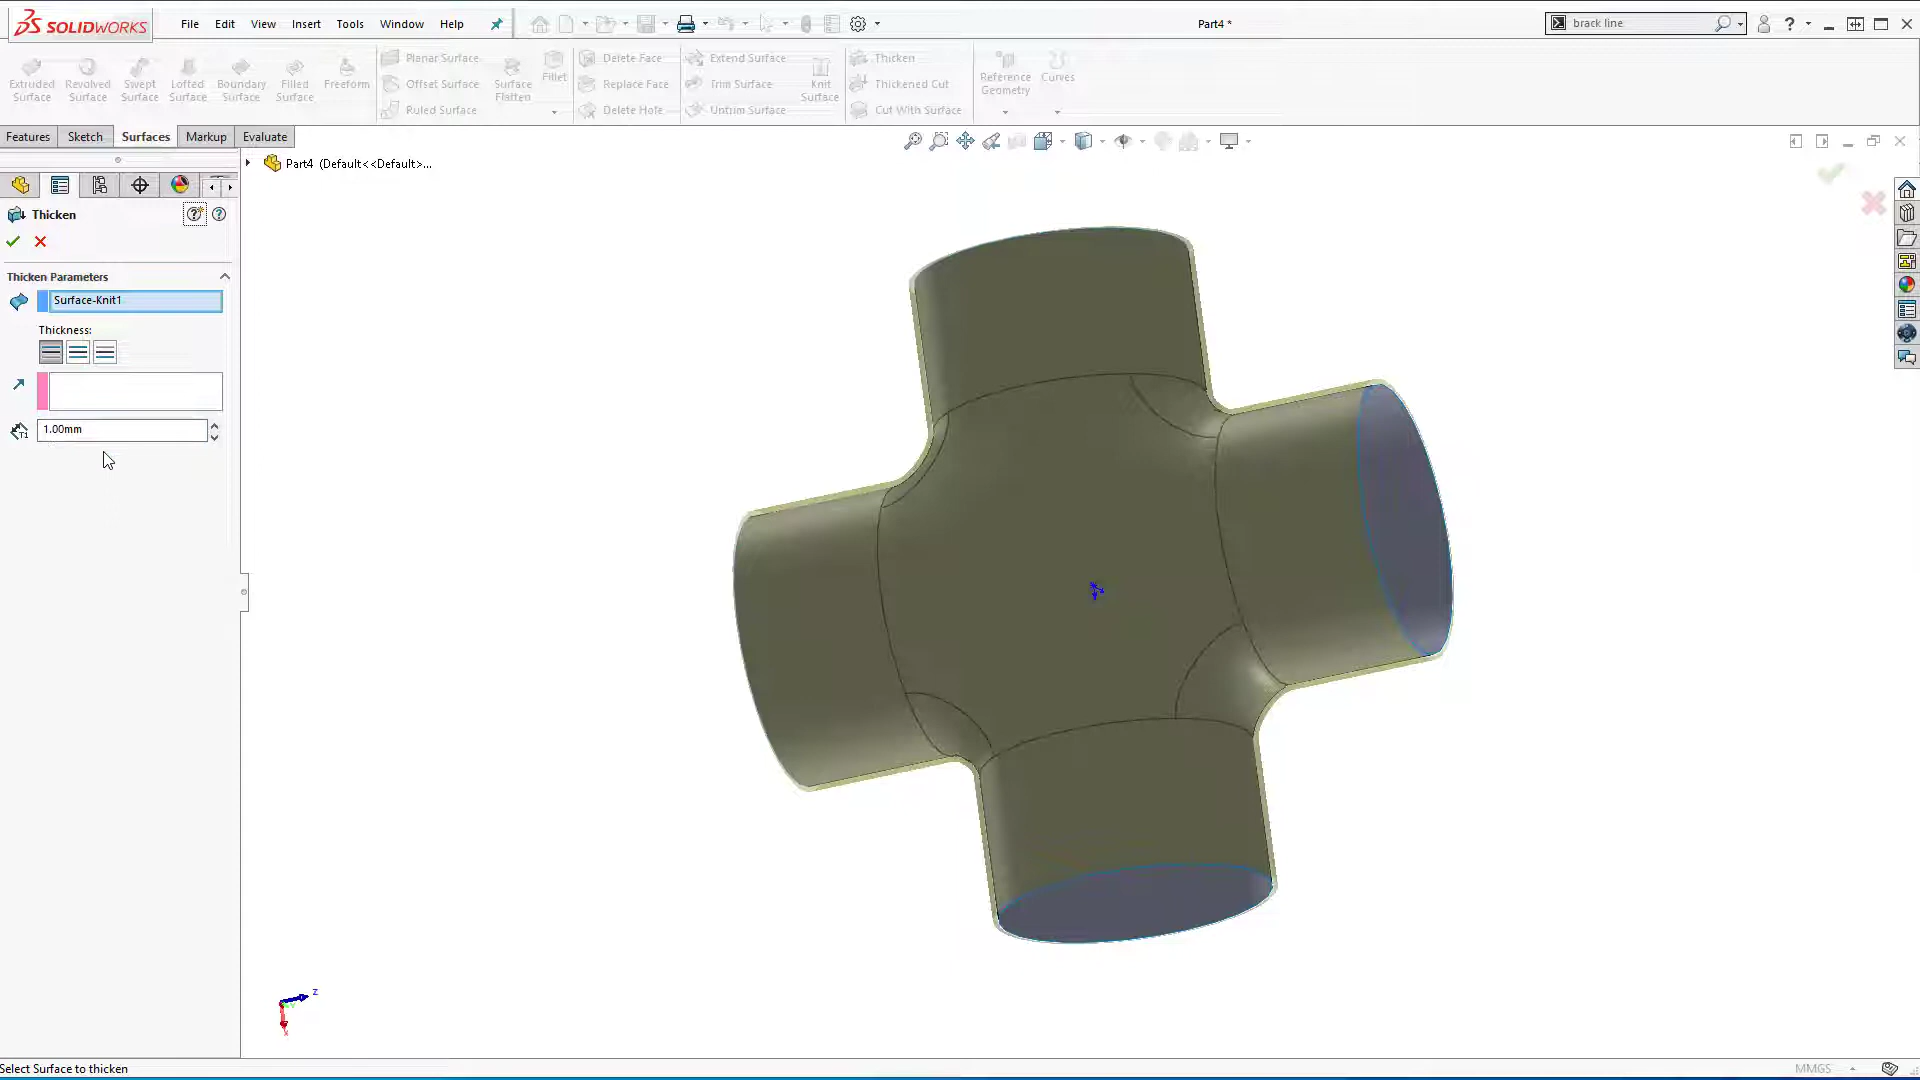 SOLIDWORKS
File Edit View Insert Tools Window Help
Part4 *
brack line
Extruded Surface
Revolved Surface
Swept Surface
Lofted Surface
Boundary Surface
Filled Surface
Freeform
Planar Surface
Offset Surface
Ruled Surface
Surface Flatten
Fillet
Delete Face
Replace Face
Delete Hole
Extend Surface
Trim Surface
Untrim Surface
Knit Surface
Thicken
Thickened Cut
Cut With Surface
Reference Geometry
Curves
Features Sketch Surfaces Markup Evaluate
Part4 (Default<<Default>...
Thicken
Thicken Parameters
Surface-Knit1
Thickness:
T1
1.00mm
z
x
Select Surface to thicken
MMGS